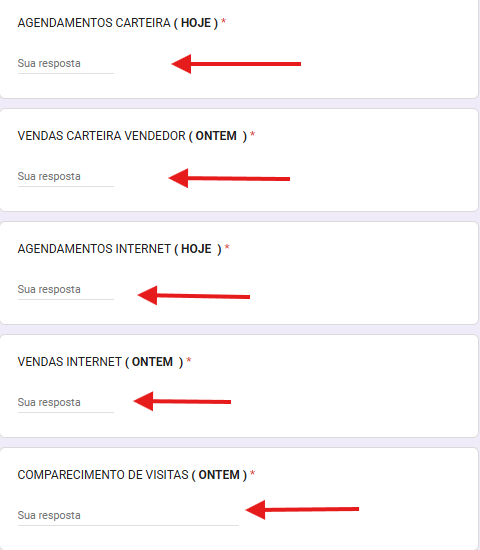 AGENDAMENTOS CARTEIRA ( HOJE ) *
Sua resposta
VENDAS CARTEIRA VENDEDOR ( ONTEM  ) *
Sua resposta
AGENDAMENTOS INTERNET ( HOJE  ) *
Sua resposta
VENDAS INTERNET ( ONTEM  ) *
Sua resposta
COMPARECIMENTO DE VISITAS ( ONTEM ) *
Sua resposta